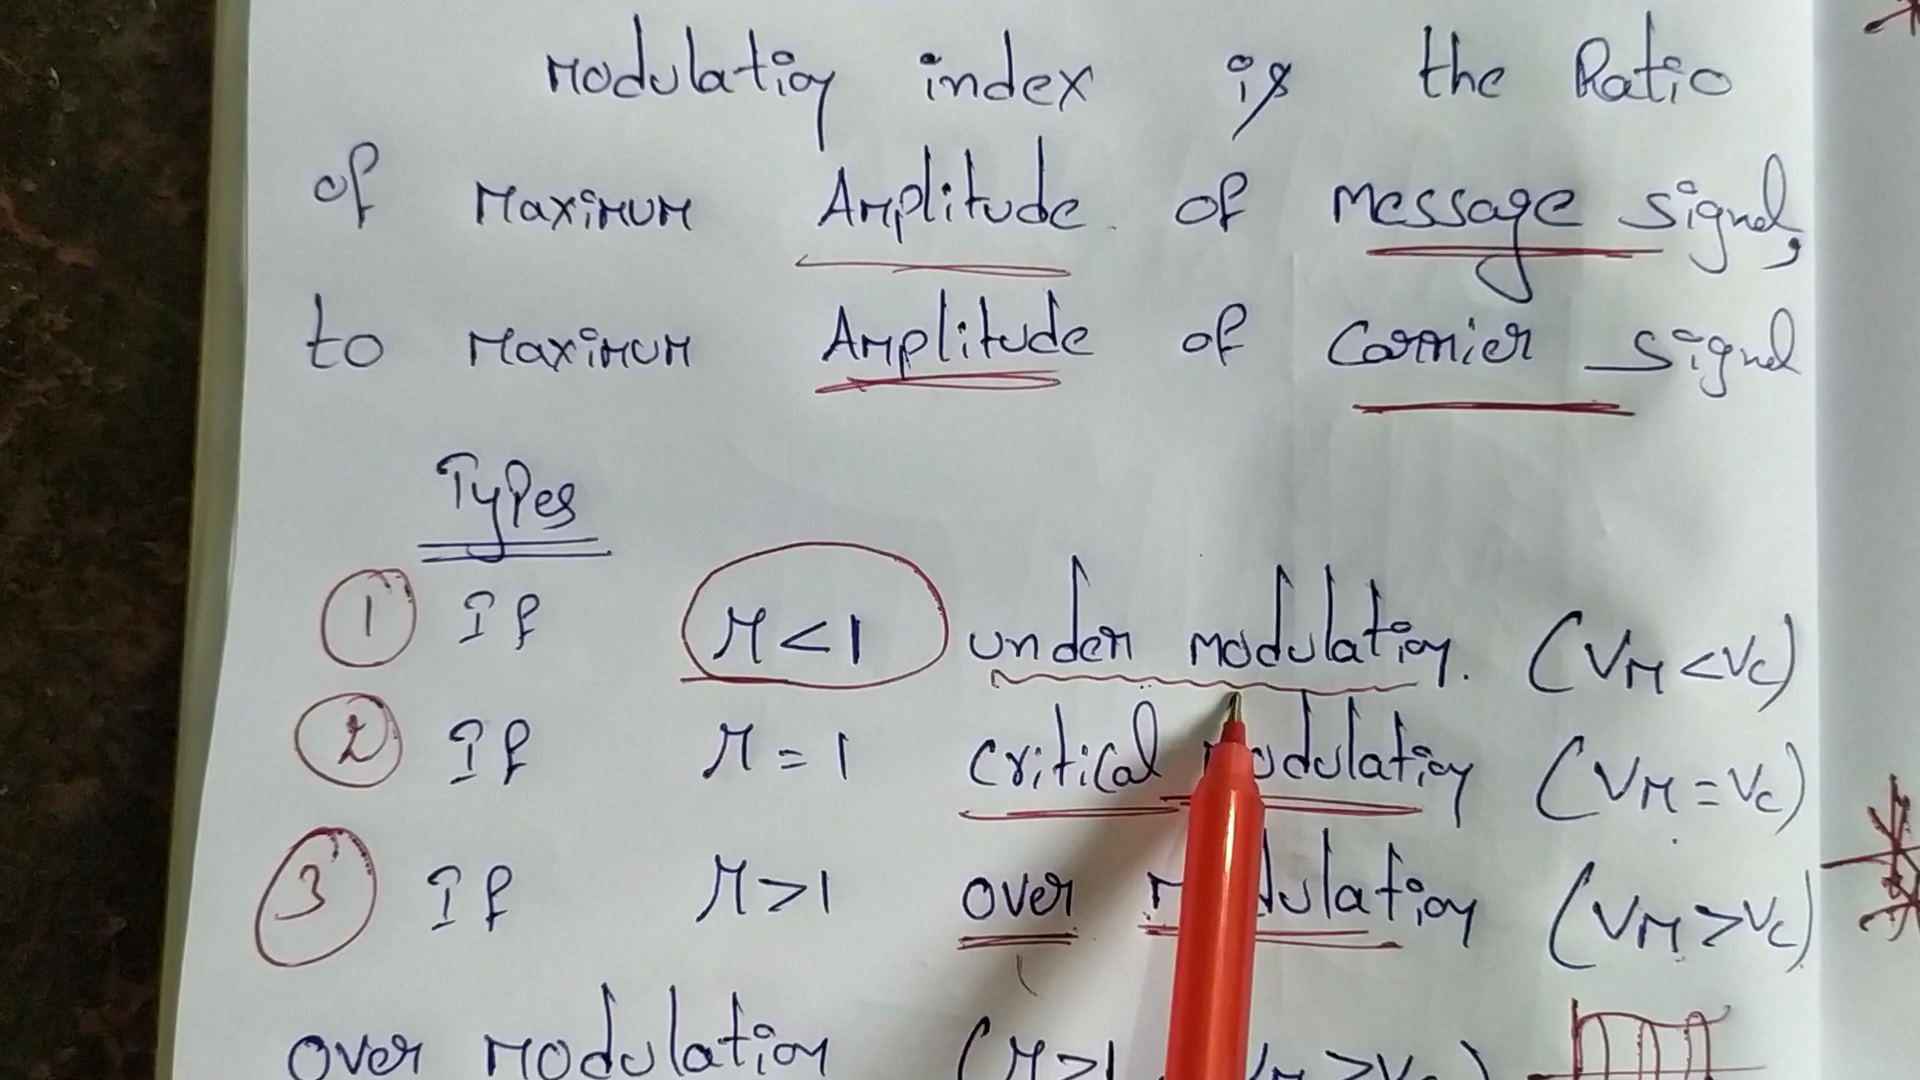 Modulation index is the Ratio
of Maximum Amplitude of Message signal,
to Maximum Amplitude of Carrier signal
Types
1 If M<1 under modulation. (VM<VC)
2 If M=1 critical modulation (VM=VC)
3 If M>1 over modulation (VM>VC)
over modulation (M>1